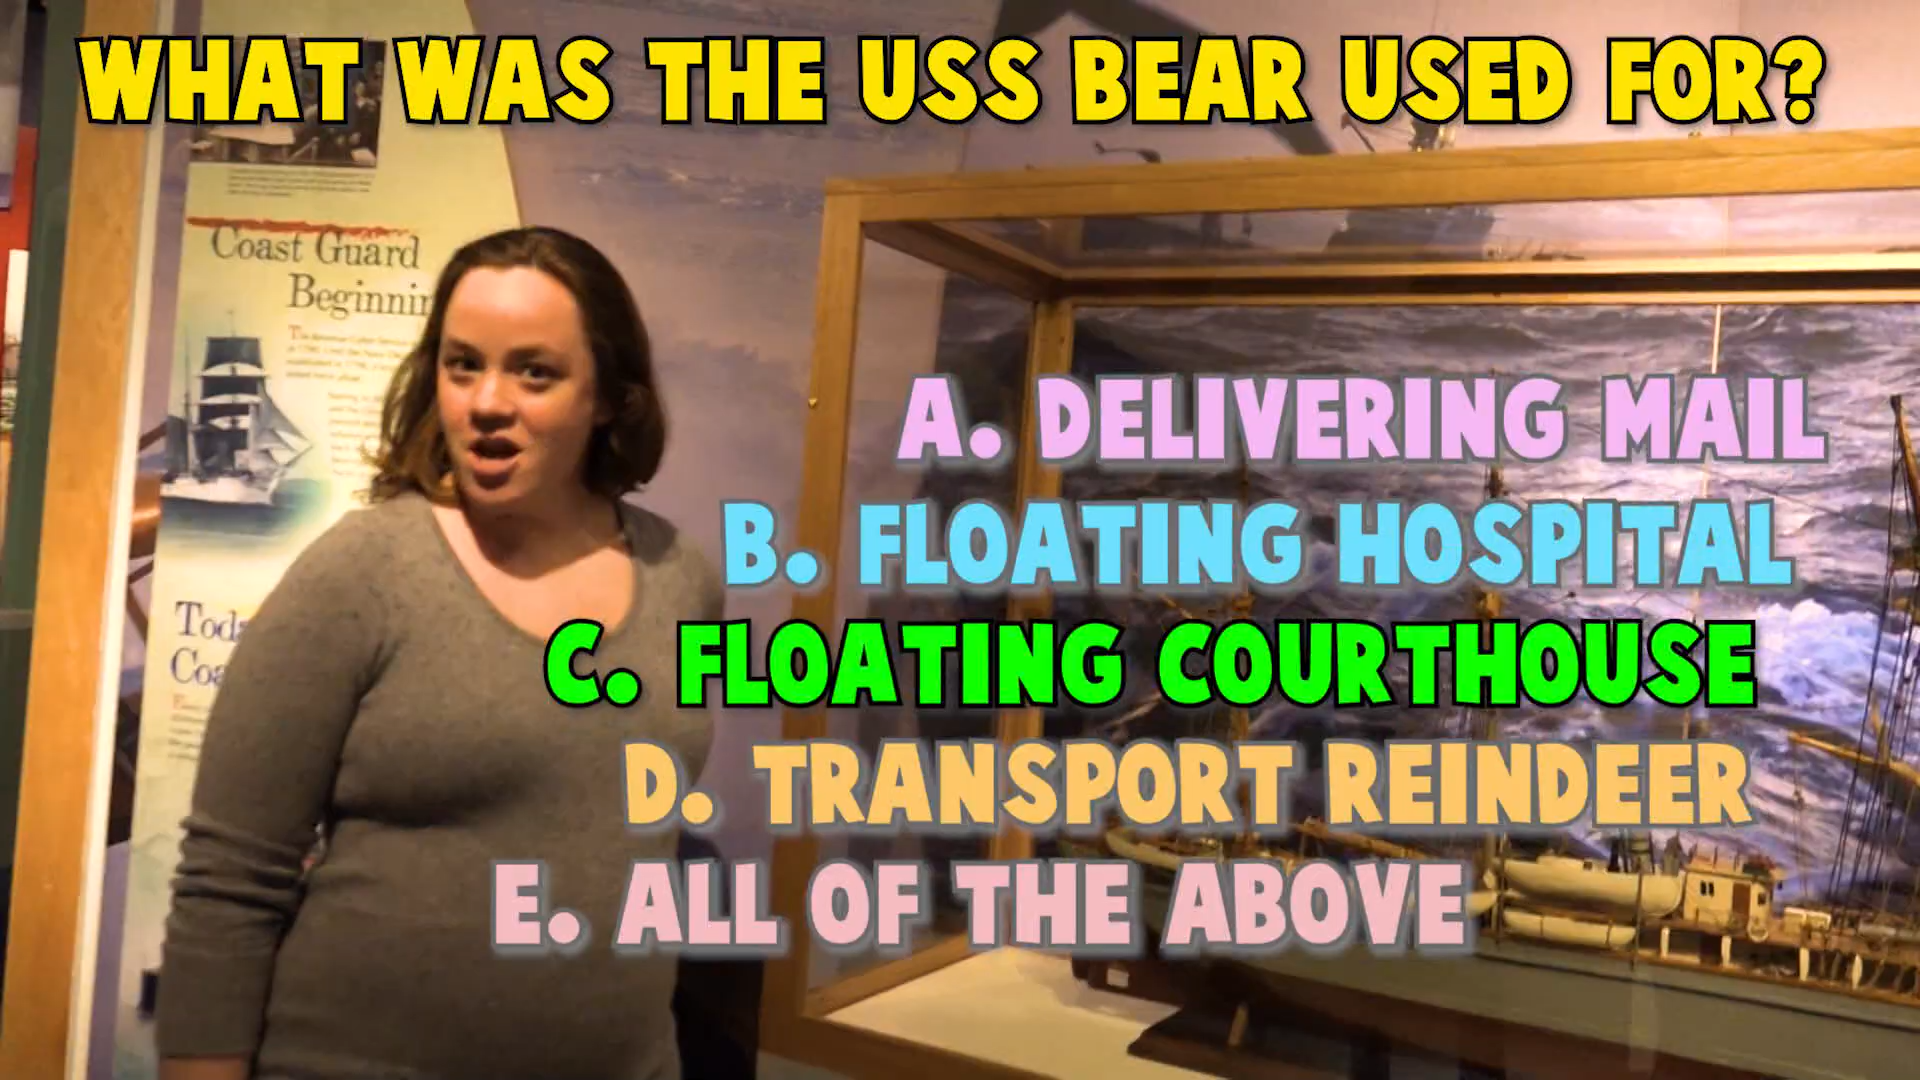 WHAT WAS THE USS BEAR USED FOR?
Coast Guard
Beginnin
A. DELIVERING MAIL
B. FLOATING HOSPITAL
C. FLOATING COURTHOUSE
D. TRANSPORT REINDEER
E. ALL OF THE ABOVE